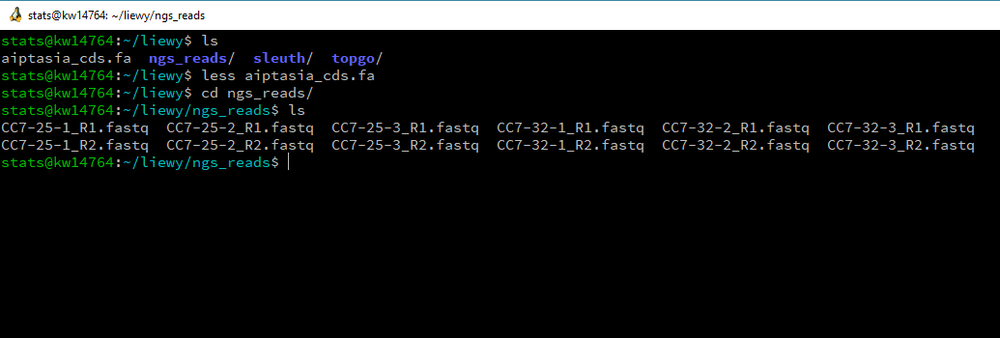 stats@kw14764: ~/liewy/ngs_reads
stats@kw14764:~/liewy$ ls
aiptasia_cds.fa  ngs_reads/  sleuth/  topgo/
stats@kw14764:~/liewy$ less aiptasia_cds.fa
stats@kw14764:~/liewy$ cd ngs_reads/
stats@kw14764:~/liewy/ngs_reads$ ls
CC7-25-1_R1.fastq  CC7-25-2_R1.fastq  CC7-25-3_R1.fastq  CC7-32-1_R1.fastq  CC7-32-2_R1.fastq  CC7-32-3_R1.fastq
CC7-25-1_R2.fastq  CC7-25-2_R2.fastq  CC7-25-3_R2.fastq  CC7-32-1_R2.fastq  CC7-32-2_R2.fastq  CC7-32-3_R2.fastq
stats@kw14764:~/liewy/ngs_reads$